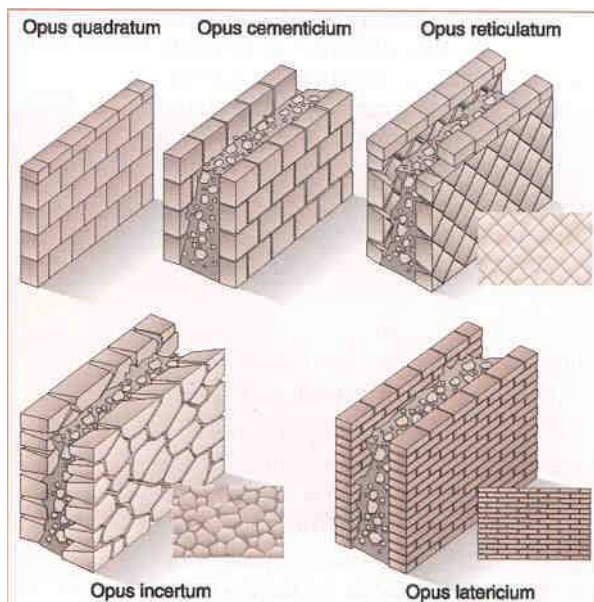 Opus quadratum
Opus cementicium
Opus reticulatum
Opus incertum
Opus latericium